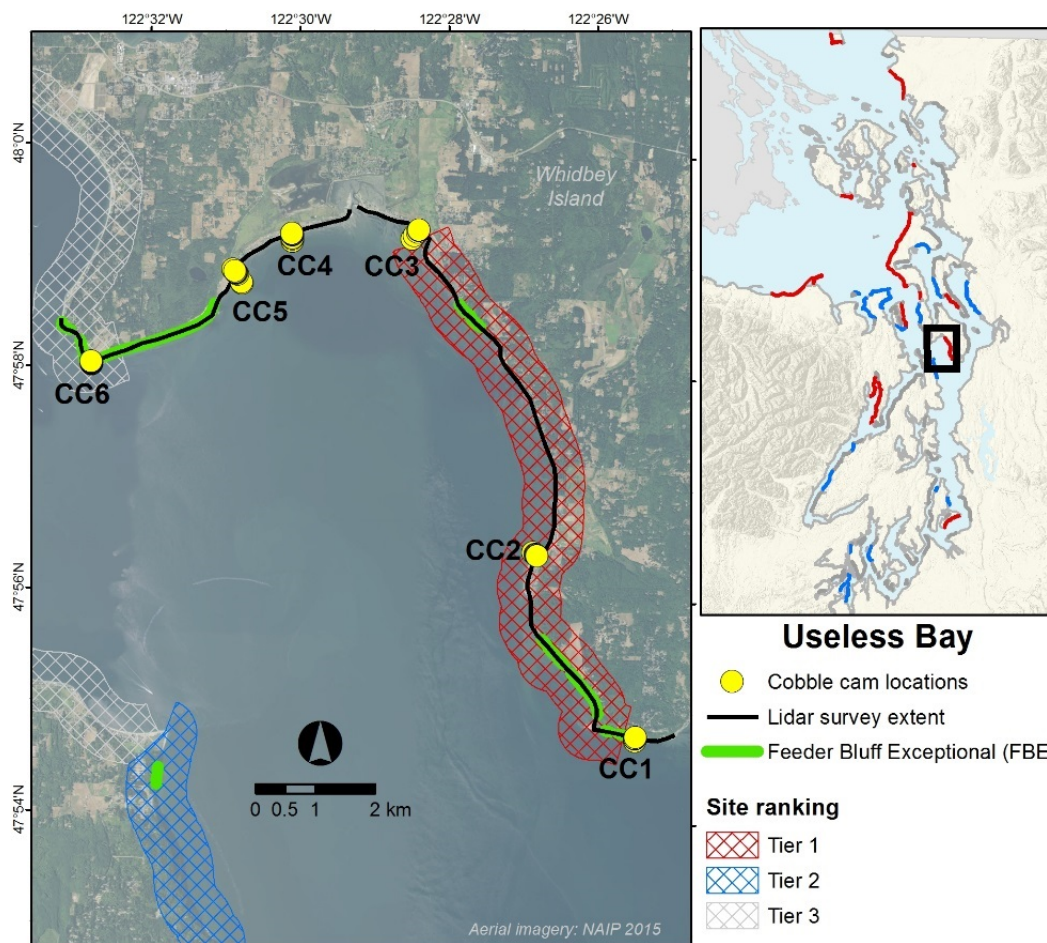 122°32'W
122°30'W
122°28'W
122°26'W
48°0'N
47°58'N
47°56'N
47°54'N
Whidbey
Island
CC4
CC3
CC5
CC6
CC2
CC1
0 0.5 1 2 km
Aerial imagery: NAIP 2015
Useless Bay
Cobble cam locations
Lidar survey extent
Feeder Bluff Exceptional (FBE
Site ranking
Tier 1
Tier 2
Tier 3